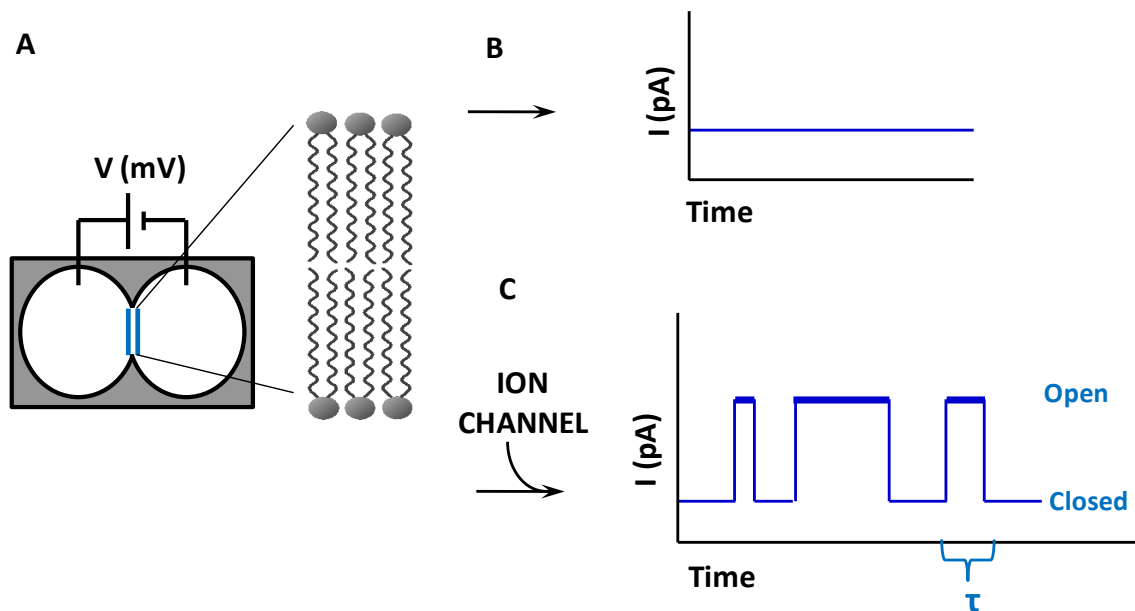 A
V (mV)
B
I (pA)
Time
C
ION
CHANNEL
I (pA)
Open
Closed
Time
τ